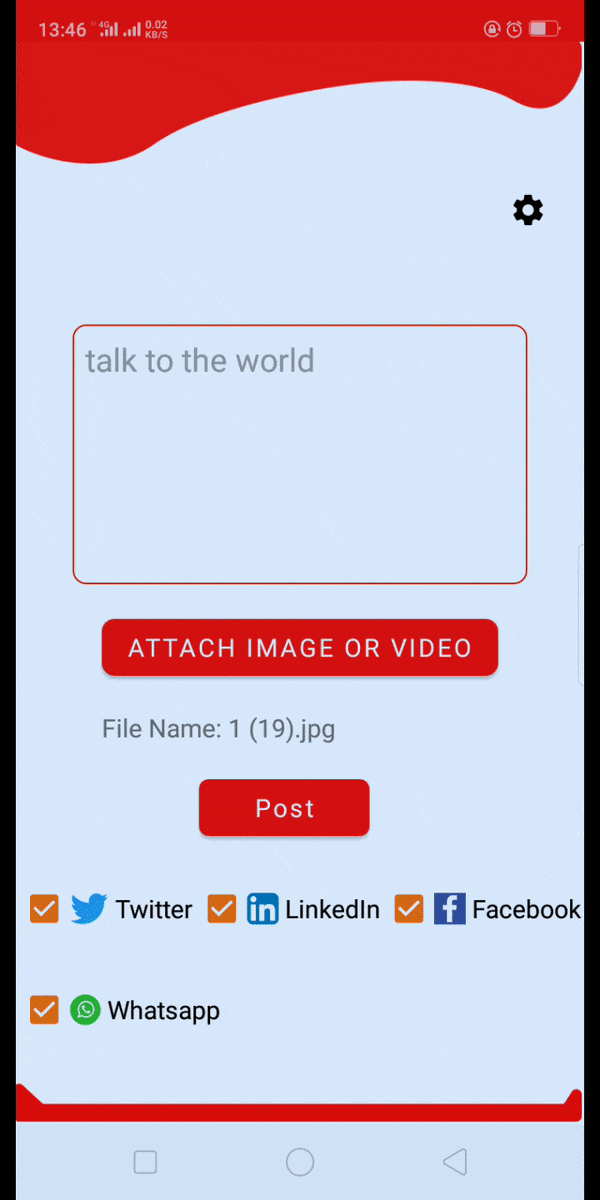 13:46 4G 0.02 KB/S
talk to the world
ATTACH IMAGE OR VIDEO
File Name: 1 (19).jpg
Post
Twitter in LinkedIn f Facebook
Whatsapp